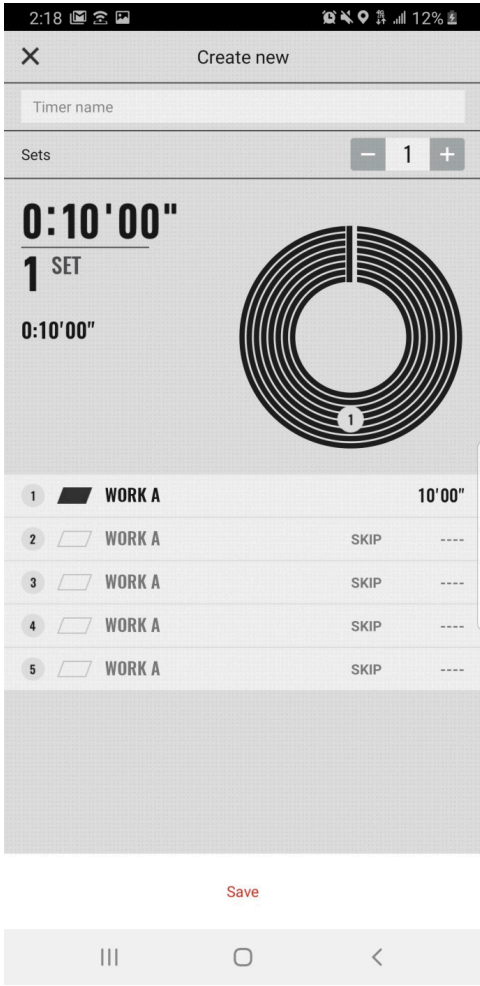 2:18 12%
Create new
Timer name
Sets − 1 +
0:10'00"
1 SET
0:10'00"
1
1 WORK A 10'00"
2 WORK A SKIP ----
3 WORK A SKIP ----
4 WORK A SKIP ----
5 WORK A SKIP ----
Save